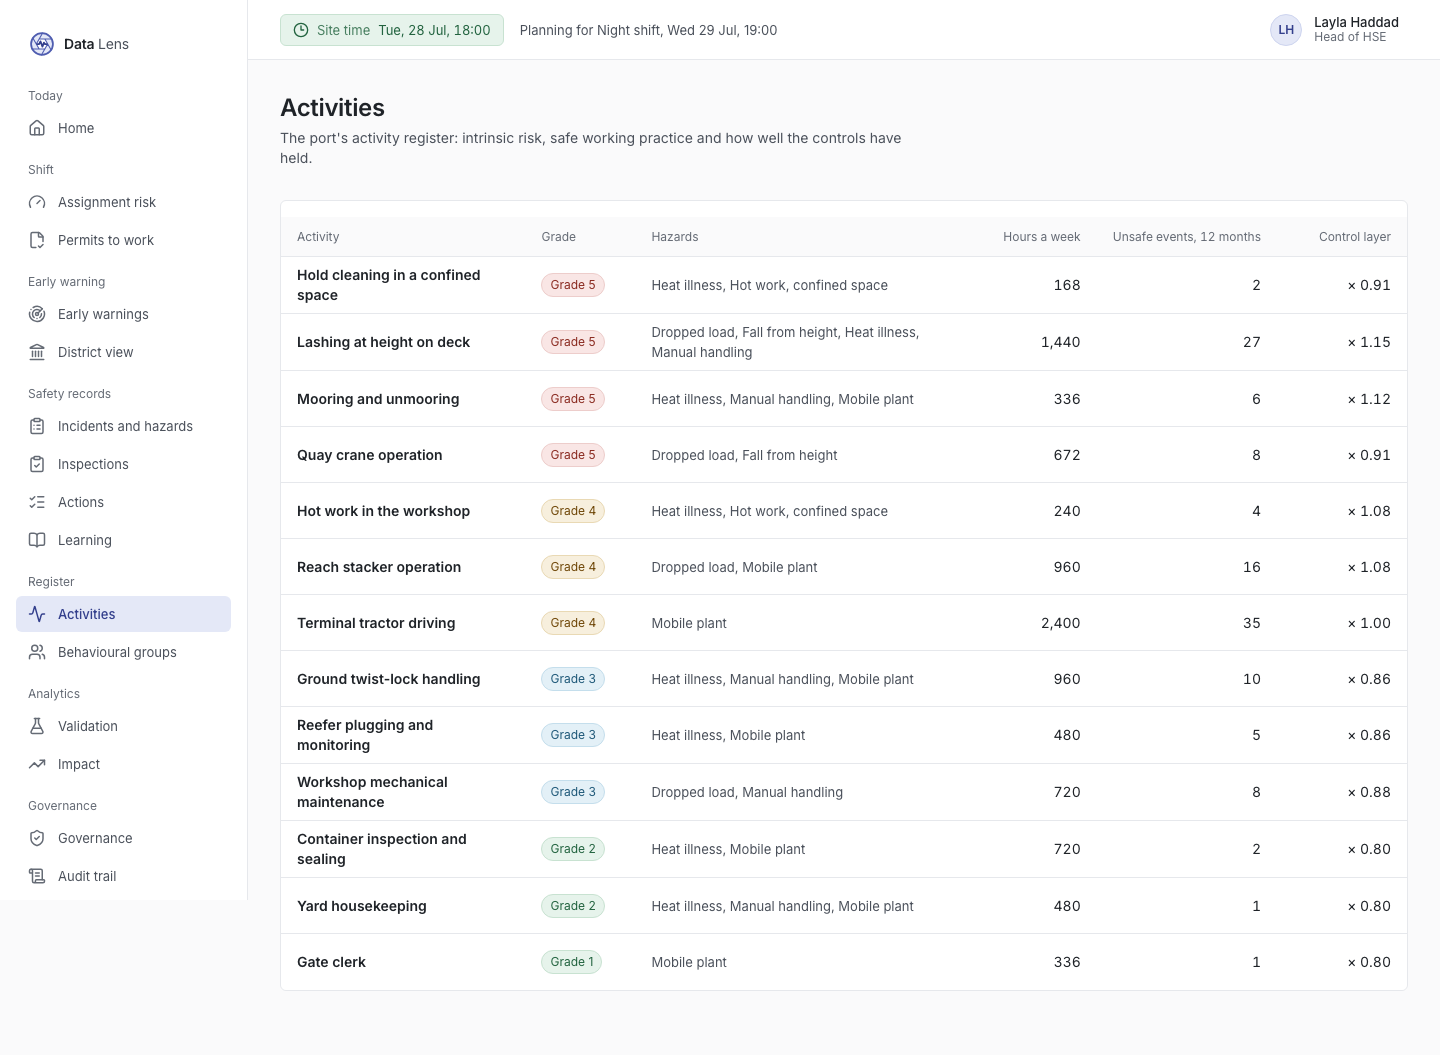 Data Lens
Today
Home
Shift
Assignment risk
Permits to work
Early warning
Early warnings
District view
Safety records
Incidents and hazards
Inspections
Actions
Learning
Register
Activities
Behavioural groups
Analytics
Validation
Impact
Governance
Governance
Audit trail
Site time Tue, 28 Jul, 18:00
Planning for Night shift, Wed 29 Jul, 19:00
LH
Layla Haddad
Head of HSE
Activities
The port's activity register: intrinsic risk, safe working practice and how well the controls have
held.
Activity Grade Hazards Hours a week Unsafe events, 12 months Control layer
Hold cleaning in a confined
space
Grade 5 Heat illness, Hot work, confined space 168 2 × 0.91
Lashing at height on deck Grade 5 Dropped load, Fall from height, Heat illness,
Manual handling
1,440 27 × 1.15
Mooring and unmooring Grade 5 Heat illness, Manual handling, Mobile plant 336 6 × 1.12
Quay crane operation Grade 5 Dropped load, Fall from height 672 8 × 0.91
Hot work in the workshop Grade 4 Heat illness, Hot work, confined space 240 4 × 1.08
Reach stacker operation Grade 4 Dropped load, Mobile plant 960 16 × 1.08
Terminal tractor driving Grade 4 Mobile plant 2,400 35 × 1.00
Ground twist-lock handling Grade 3 Heat illness, Manual handling, Mobile plant 960 10 × 0.86
Reefer plugging and
monitoring
Grade 3 Heat illness, Mobile plant 480 5 × 0.86
Workshop mechanical
maintenance
Grade 3 Dropped load, Manual handling 720 8 × 0.88
Container inspection and
sealing
Grade 2 Heat illness, Mobile plant 720 2 × 0.80
Yard housekeeping Grade 2 Heat illness, Manual handling, Mobile plant 480 1 × 0.80
Gate clerk Grade 1 Mobile plant 336 1 × 0.80